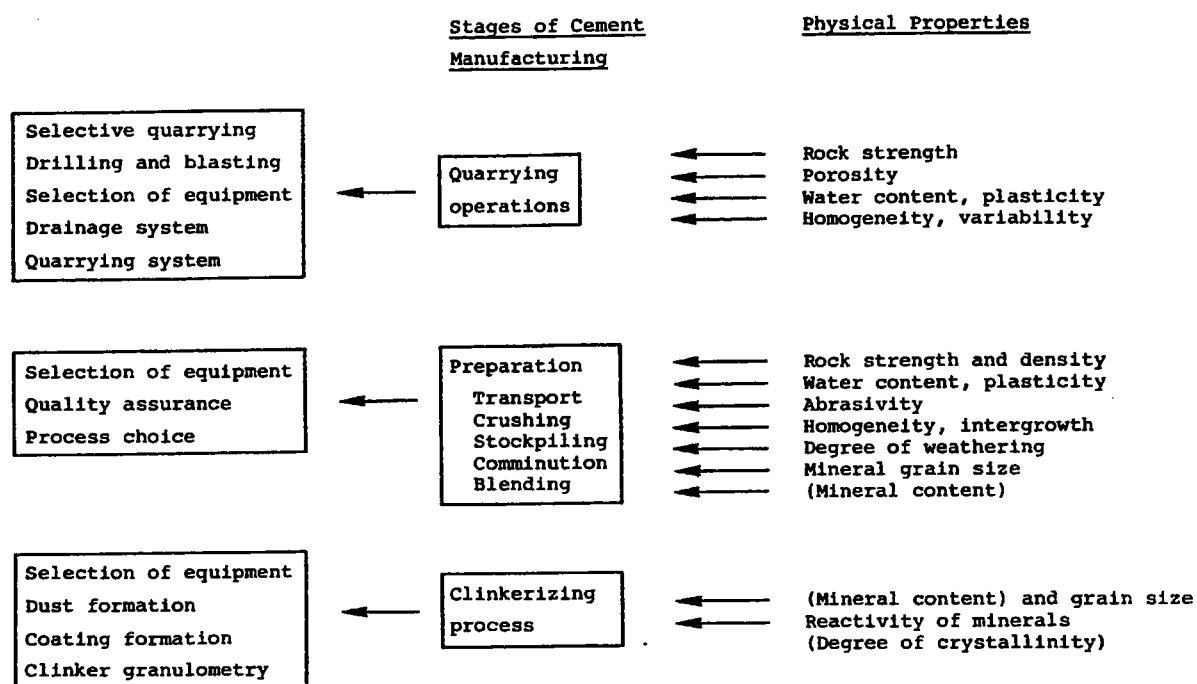 Stages of Cement
Manufacturing
Physical Properties
Selective quarrying
Drilling and blasting
Selection of equipment
Drainage system
Quarrying system
Quarrying
operations
Rock strength
Porosity
Water content, plasticity
Homogeneity, variability
Selection of equipment
Quality assurance
Process choice
Preparation
Transport
Crushing
Stockpiling
Comminution
Blending
Rock strength and density
Water content, plasticity
Abrasivity
Homogeneity, intergrowth
Degree of weathering
Mineral grain size
(Mineral content)
Selection of equipment
Dust formation
Coating formation
Clinker granulometry
Clinkerizing
process
(Mineral content) and grain size
Reactivity of minerals
(Degree of crystallinity)